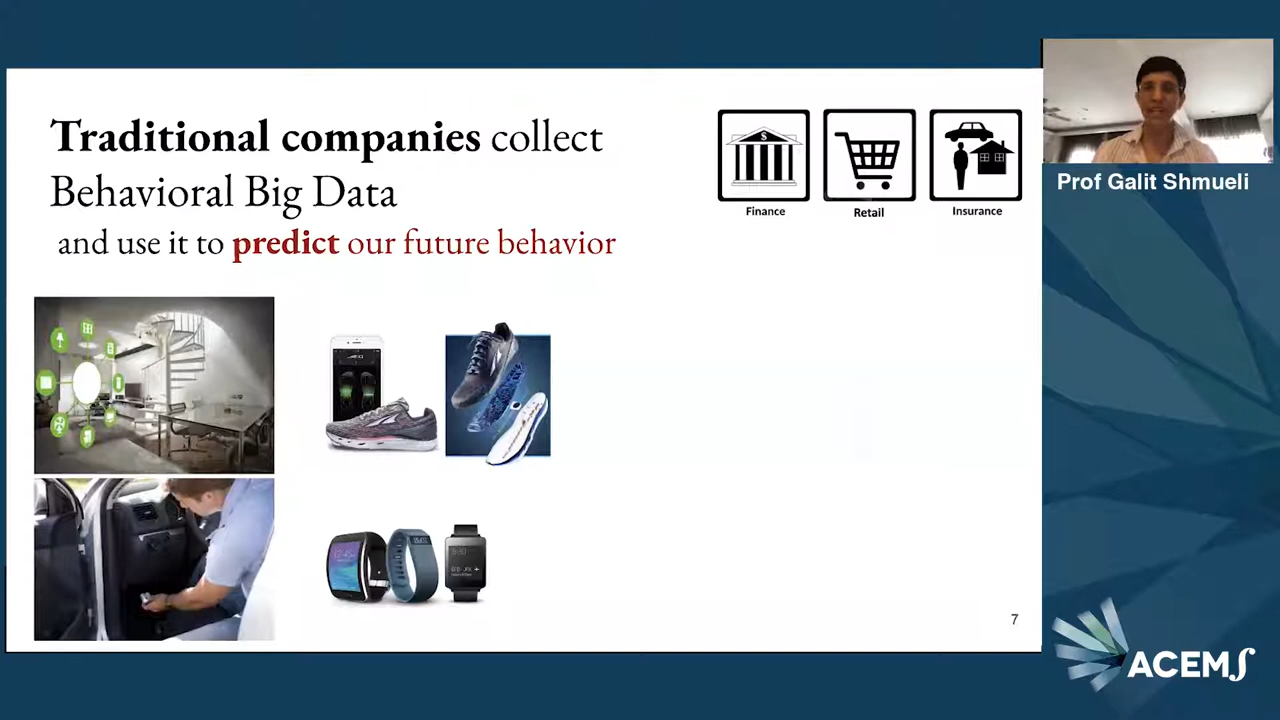 Traditional companies collect
Behavioral Big Data
and use it to predict our future behavior
Finance
Retail
Insurance
Prof Galit Shmueli
7
ACEMS